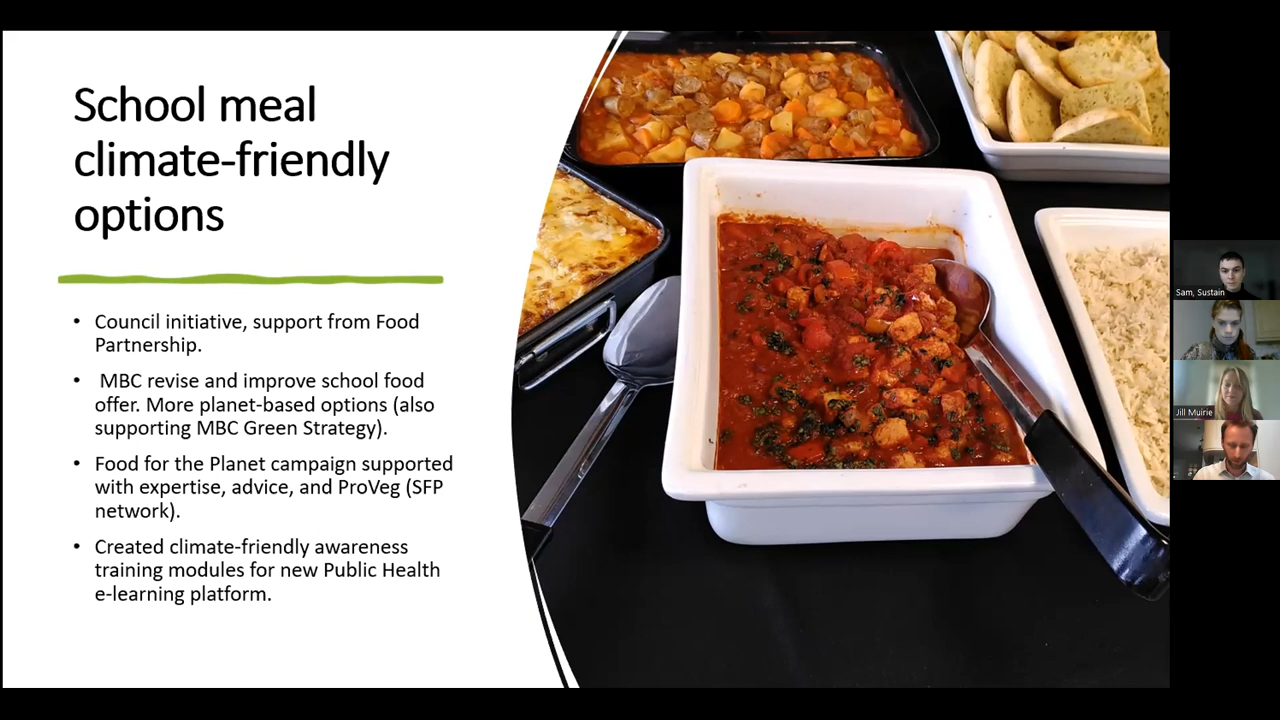 School meal
climate-friendly
options
• Council initiative, support from Food
Partnership.
• MBC revise and improve school food
offer. More planet-based options (also
supporting MBC Green Strategy).
• Food for the Planet campaign supported
with expertise, advice, and ProVeg (SFP
network).
• Created climate-friendly awareness
training modules for new Public Health
e-learning platform.
Sam, Sustain
Jill Muirie